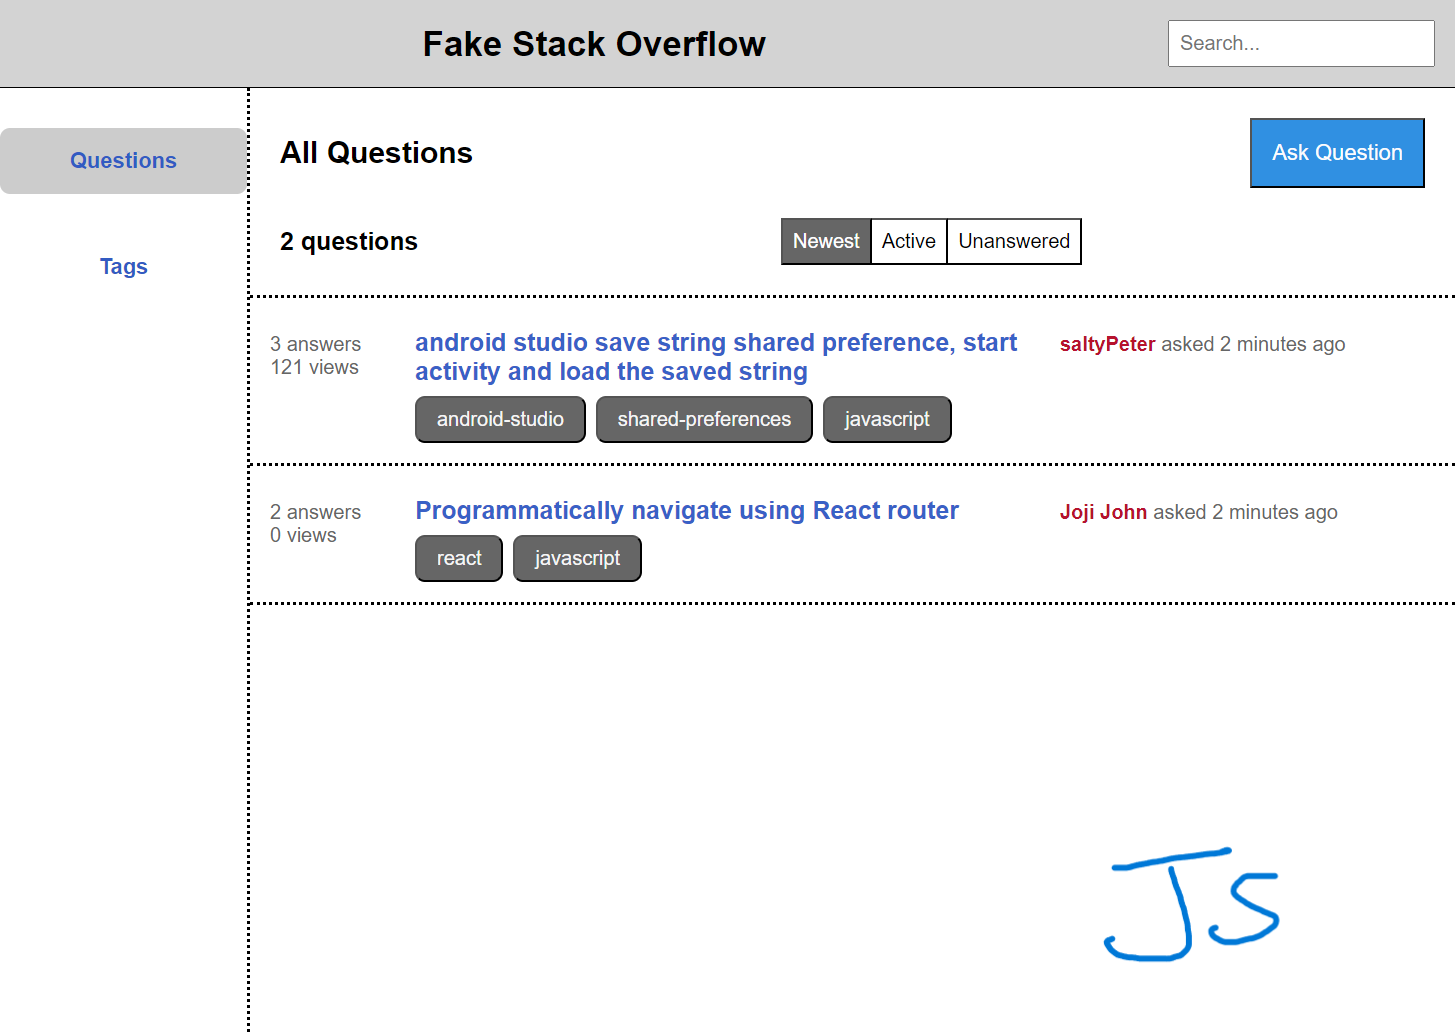 Fake Stack Overflow
Search...
Questions
Tags
All Questions
Ask Question
2 questions
Newest
Active
Unanswered
3 answers
121 views
android studio save string shared preference, start
activity and load the saved string
android-studio
shared-preferences
javascript
saltyPeter asked 2 minutes ago
2 answers
0 views
Programmatically navigate using React router
react
javascript
Joji John asked 2 minutes ago
JS